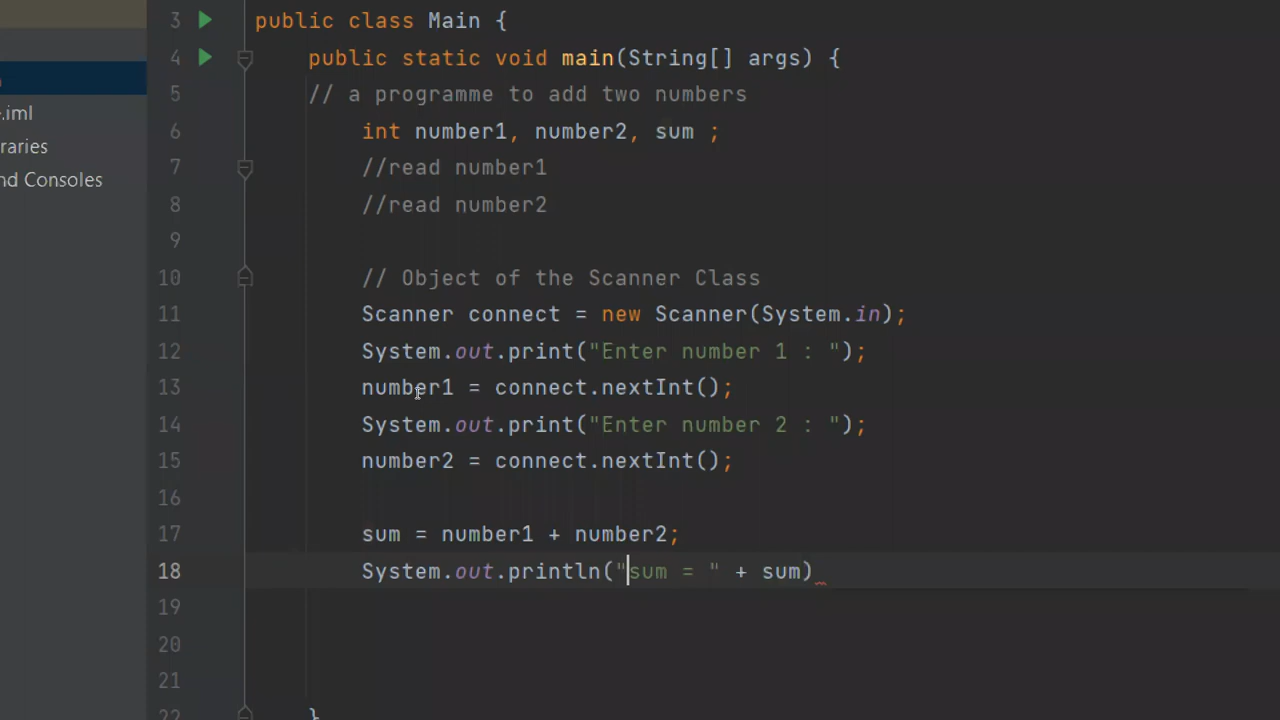 3 public class Main {
4 public static void main(String[] args) {
5 // a programme to add two numbers
.iml
6 int number1, number2, sum ;
raries
7 //read number1
nd Consoles
8 //read number2
9
10 // Object of the Scanner Class
11 Scanner connect = new Scanner(System.in);
12 System.out.print("Enter number 1 : ");
13 number1 = connect.nextInt();
14 System.out.print("Enter number 2 : ");
15 number2 = connect.nextInt();
16
17 sum = number1 + number2;
18 System.out.println("sum = " + sum)
19
20
21
22 }